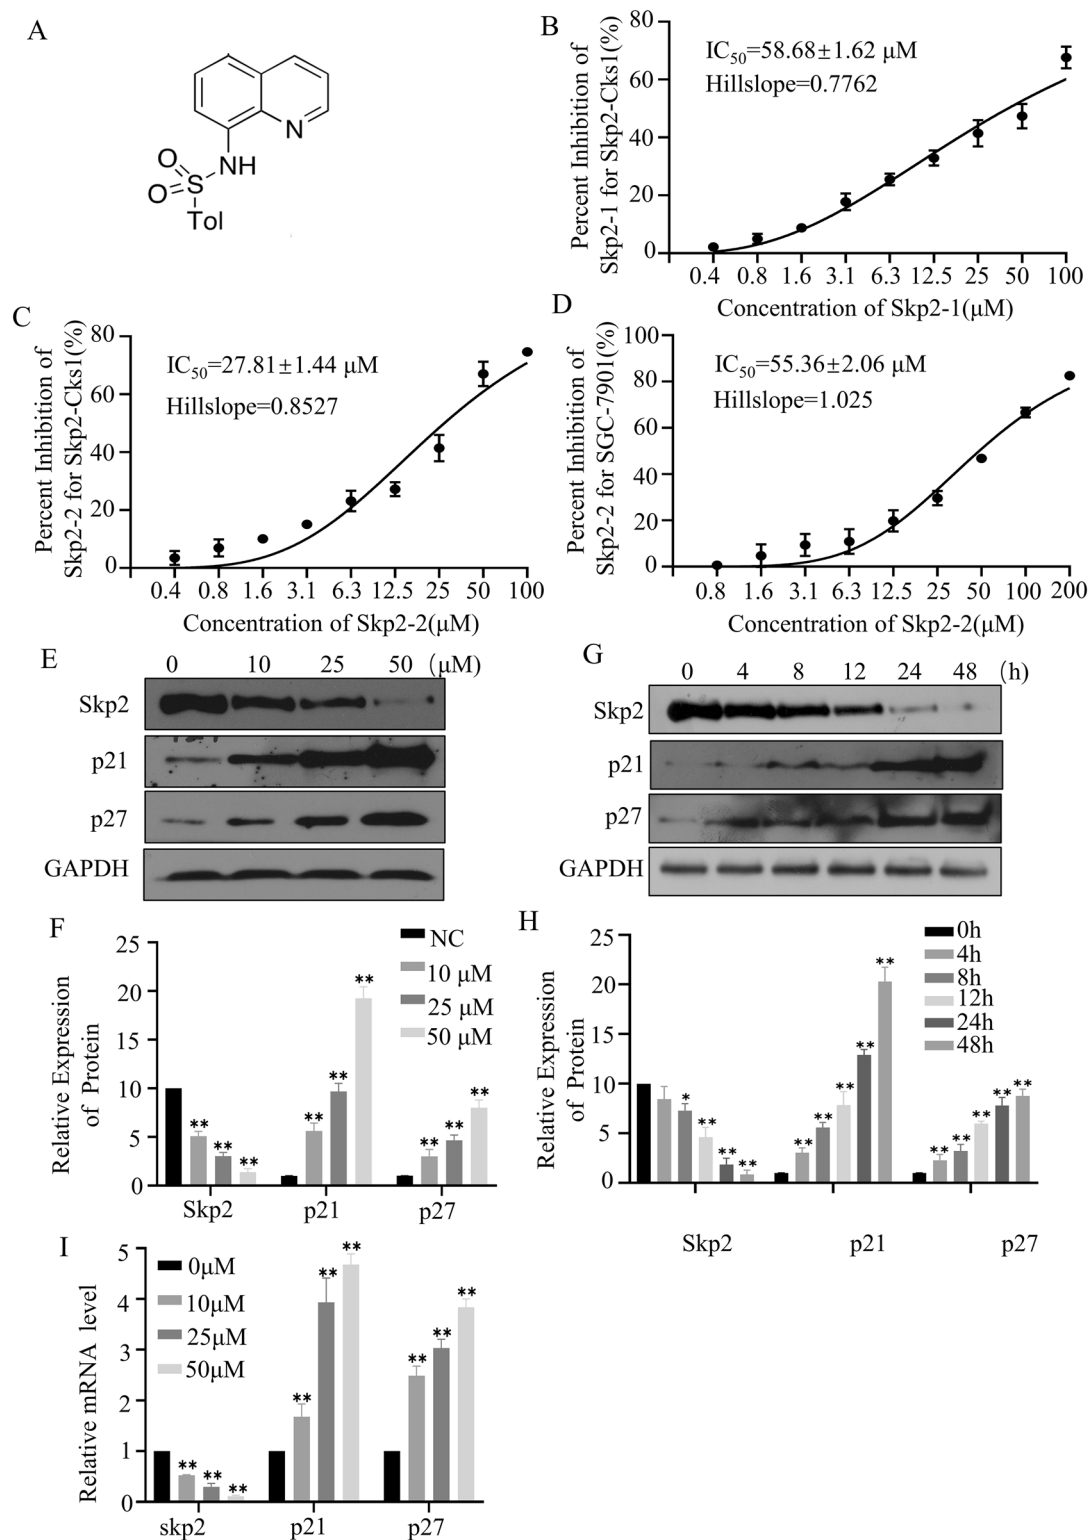 A
N
NH
O
O
S
Tol
B
Percent Inhibition of
Skp2-1 for Skp2-Cks1(%)
80
60
40
20
0
IC50=58.68±1.62 μM
Hillslope=0.7762
0.4 0.8 1.6 3.1 6.3 12.5 25 50 100
Concentration of Skp2-1(μM)
C
Percent Inhibition of
Skp2-2 for Skp2-Cks1(%)
80
60
40
20
0
IC50=27.81±1.44 μM
Hillslope=0.8527
0.4 0.8 1.6 3.1 6.3 12.5 25 50 100
Concentration of Skp2-2(μM)
D
Percent Inhibition of
Skp2-2 for SGC-7901(%)
100
80
60
40
20
0
IC50=55.36±2.06 μM
Hillslope=1.025
0.8 1.6 3.1 6.3 12.5 25 50 100 200
Concentration of Skp2-2(μM)
E
0 10 25 50 (μM)
Skp2
p21
p27
GAPDH
G
0 4 8 12 24 48 (h)
Skp2
p21
p27
GAPDH
F
Relative Expression
of Protein
25
20
15
10
5
0
NC
10 μM
25 μM
50 μM
** ** **
** ** **
** ** **
Skp2 p21 p27
H
Relative Expression
of Protein
25
20
15
10
5
0
0h
4h
8h
12h
24h
48h
* ** ** **
** ** ** ** **
** ** ** ** **
Skp2 p21 p27
I
Relative mRNA level
5
4
3
2
1
0
0μM
10μM
25μM
50μM
** ** **
** ** **
** ** **
skp2 p21 p27